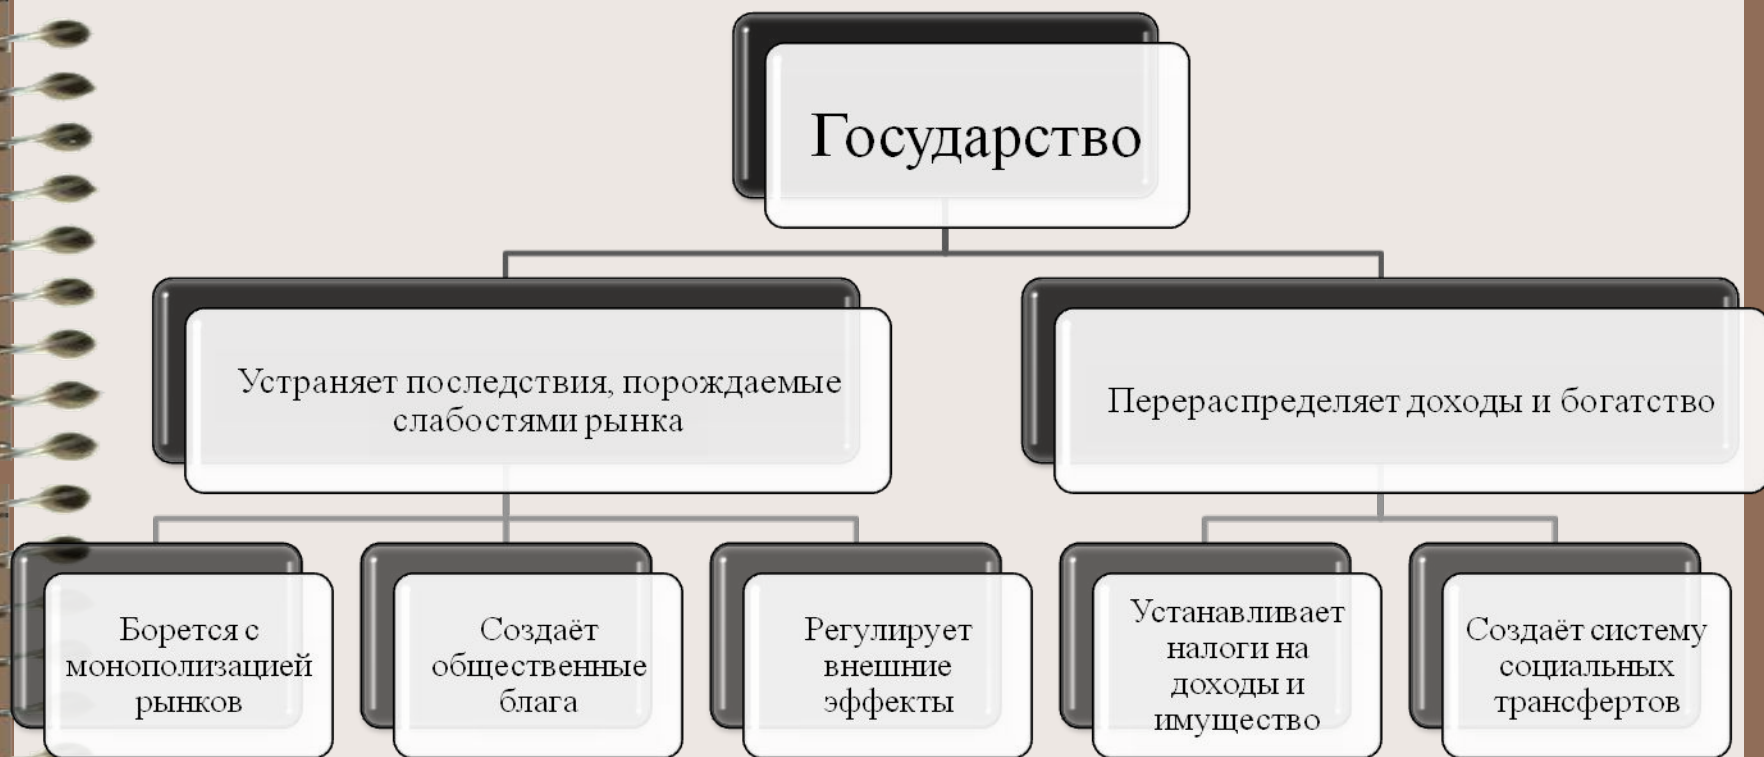 Государство
Устраняет последствия, порождаемые
слабостями рынка
Перераспределяет доходы и богатство
Борется с
монополизацией
рынков
Создаёт
общественные
блага
Регулирует
внешние
эффекты
Устанавливает
налоги на
доходы и
имущество
Создаёт систему
социальных
трансфертов